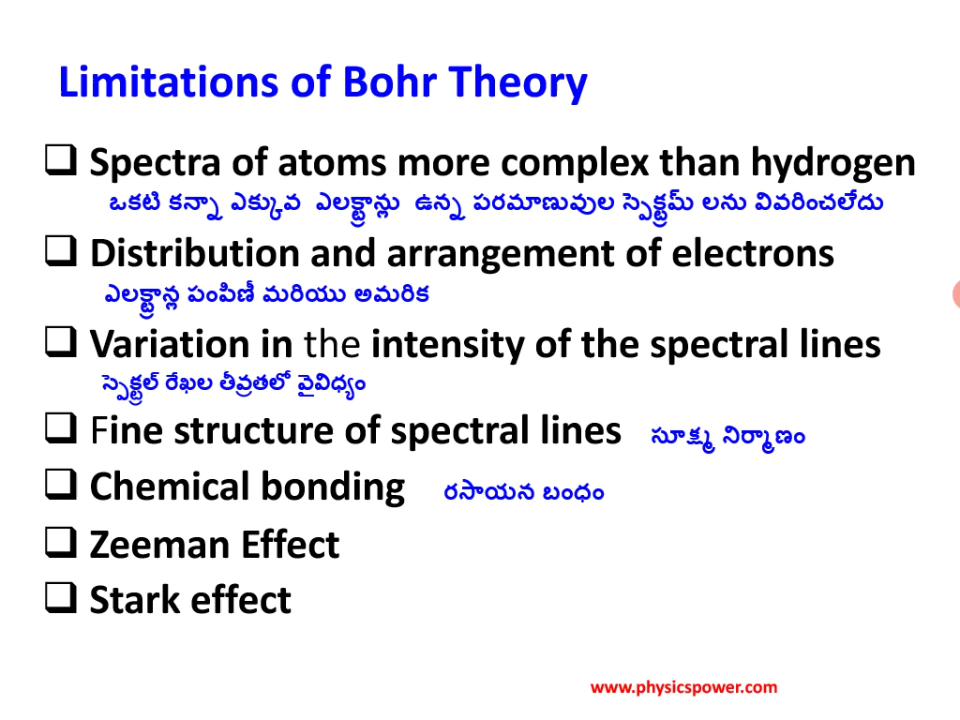 Limitations of Bohr Theory
Spectra of atoms more complex than hydrogen
ఒకటి కన్నా ఎక్కువ ఎలక్ట్రాన్లు ఉన్న పరమాణువుల స్పెక్ట్రమ్ లను వివరించలేదు
Distribution and arrangement of electrons
ఎలక్ట్రాన్ల పంపిణీ మరియు అమరిక
Variation in the intensity of the spectral lines
స్పెక్ట్రల్ రేఖల తీవ్రతలో వైవిధ్యం
Fine structure of spectral lines సూక్ష్మ నిర్మాణం
Chemical bonding రసాయన బంధం
Zeeman Effect
Stark effect
www.physicspower.com